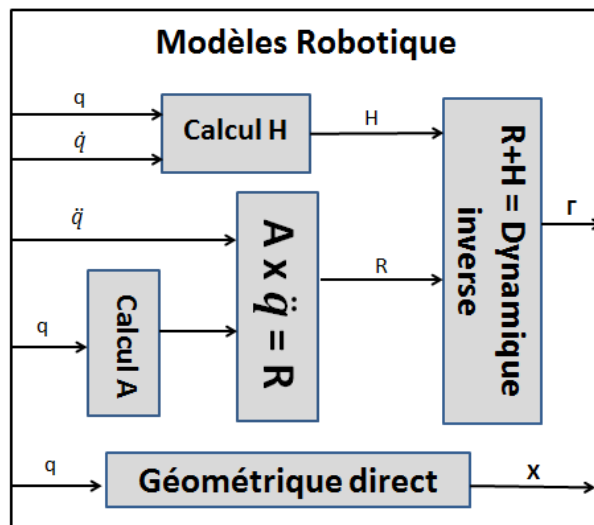 Modèles Robotique
q
q̇
Calcul H
H
q̈
A x q̈ = R
R
q
Calcul A
R+H = Dynamique
inverse
Γ
q
Géométrique direct
X